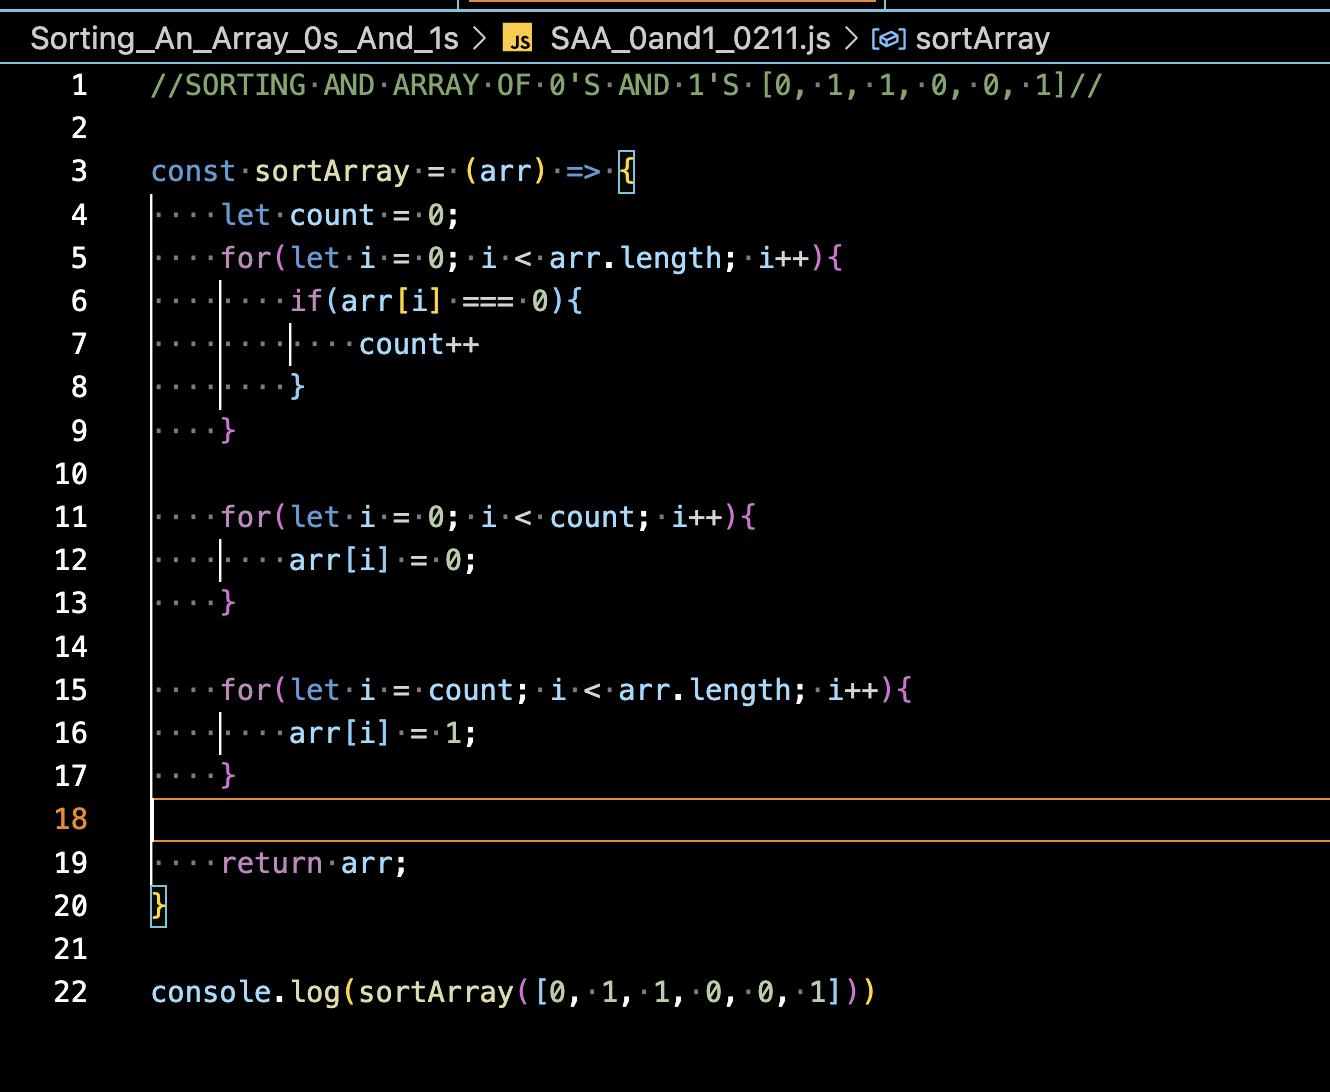 Sorting_An_Array_0s_And_1s > JS SAA_0and1_0211.js > sortArray
1 //SORTING AND ARRAY OF 0'S AND 1'S [0, 1, 1, 0, 0, 1]//
2
3 const sortArray = (arr) => {
4     let count = 0;
5     for(let i = 0; i < arr.length; i++){
6         if(arr[i] === 0){
7             count++
8         }
9     }
10
11     for(let i = 0; i < count; i++){
12         arr[i] = 0;
13     }
14
15     for(let i = count; i < arr.length; i++){
16         arr[i] = 1;
17     }
18
19     return arr;
20 }
21
22 console.log(sortArray([0, 1, 1, 0, 0, 1]))